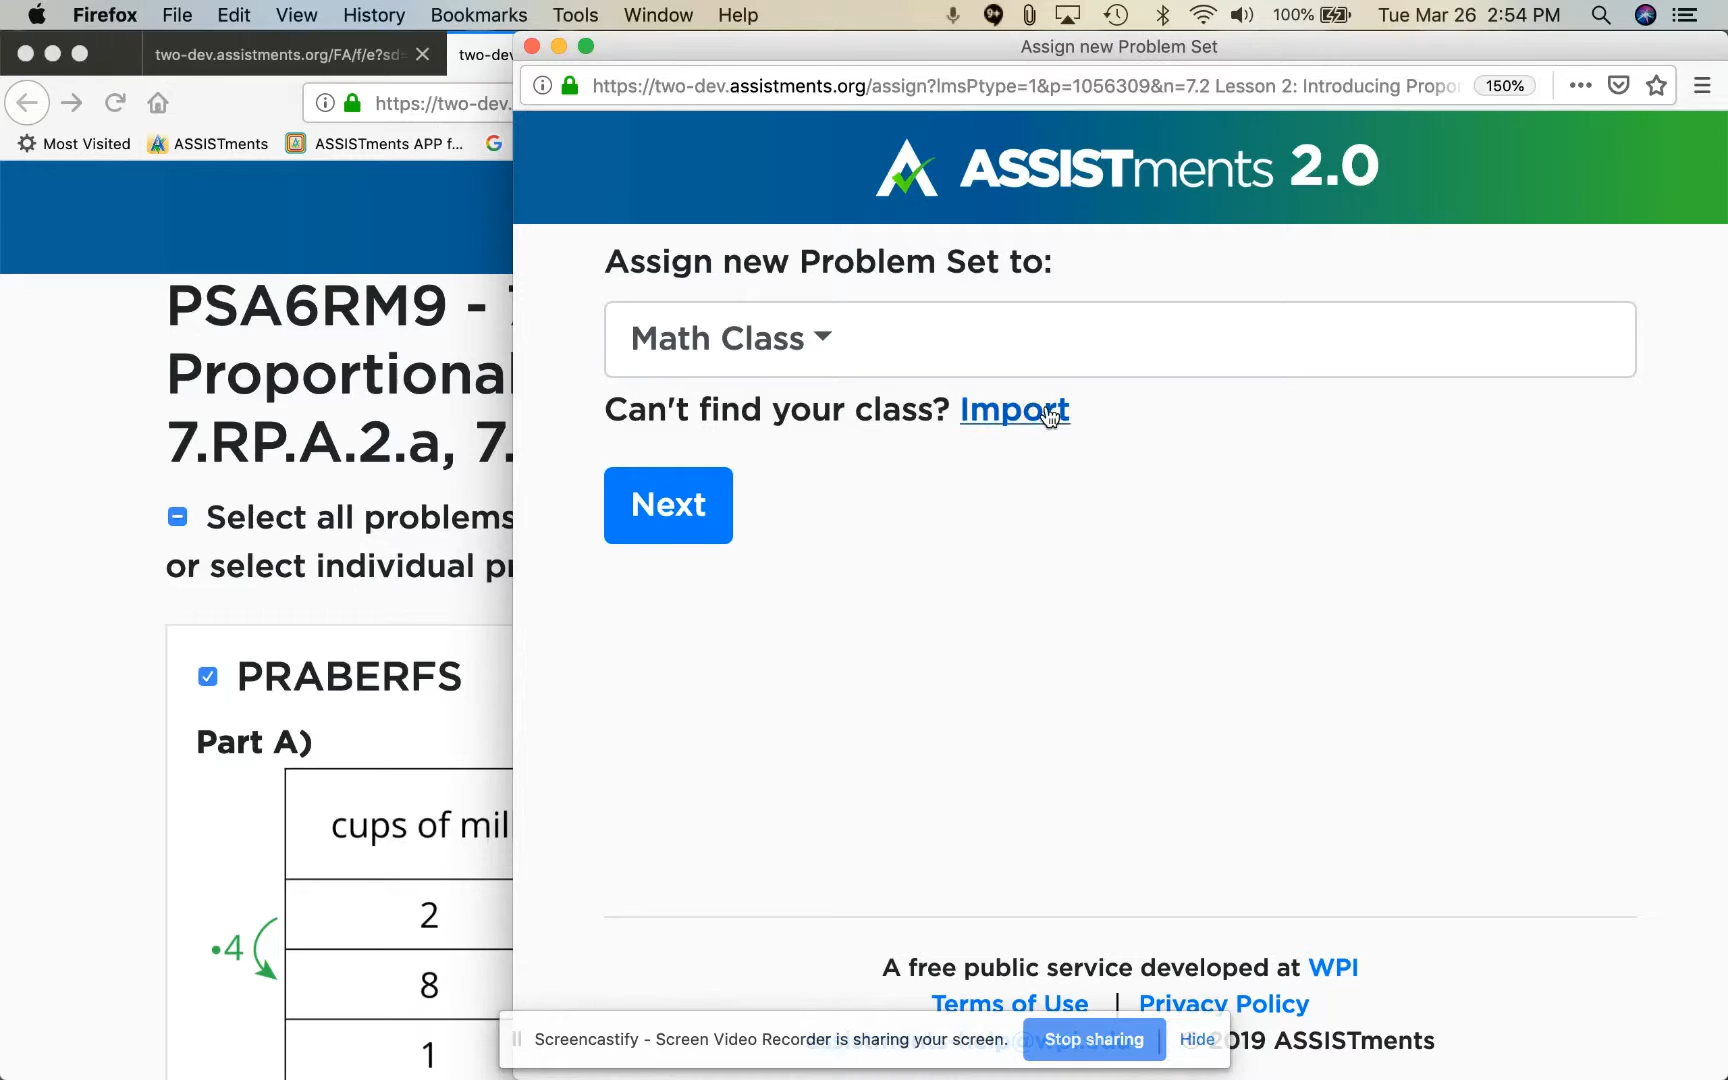 Firefox File Edit View History Bookmarks Tools Window Help 9+ 100% Tue Mar 26 2:54 PM
two-dev.assistments.org/FA/f/e?sd=
two-dev
https://two-dev.
Most Visited ASSISTments ASSISTments APP f... G
PSA6RM9 -
Proportional
7.RP.A.2.a, 7.
Select all problems
or select individual pr
PRABERFS
Part A)
cups of mil
2
•4
8
1
Assign new Problem Set
https://two-dev.assistments.org/assign?lmsPtype=1&p=1056309&n=7.2 Lesson 2: Introducing Propor 150%
ASSISTments 2.0
Assign new Problem Set to:
Math Class
Can't find your class? Import
Next
A free public service developed at WPI
Terms of Use | Privacy Policy
2019 ASSISTments
Screencastify - Screen Video Recorder is sharing your screen. Stop sharing Hide